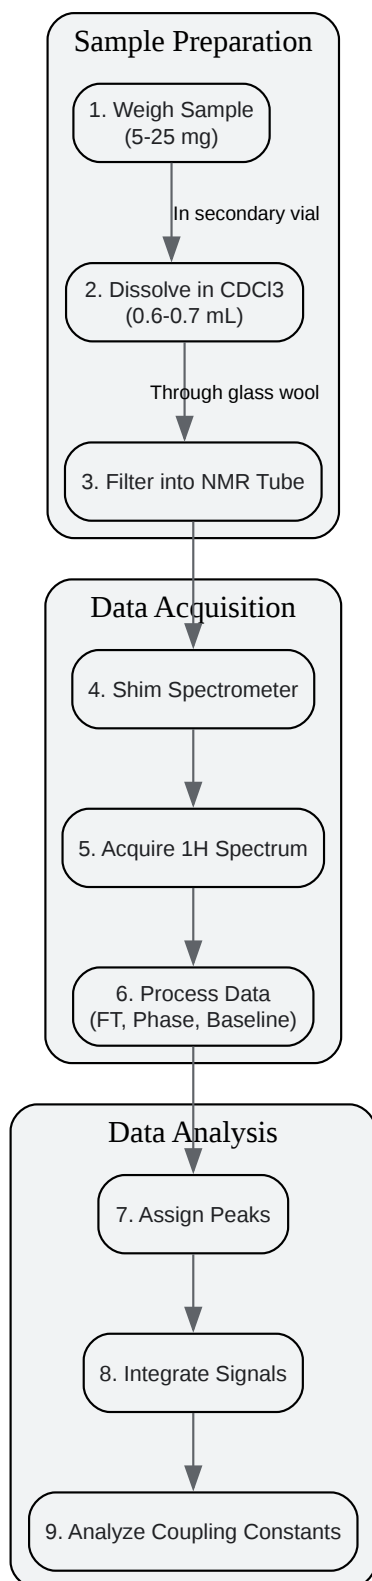 Sample Preparation
1. Weigh Sample
(5-25 mg)
In secondary vial
2. Dissolve in CDCl3
(0.6-0.7 mL)
Through glass wool
3. Filter into NMR Tube
Data Acquisition
4. Shim Spectrometer
5. Acquire 1H Spectrum
6. Process Data
(FT, Phase, Baseline)
Data Analysis
7. Assign Peaks
8. Integrate Signals
9. Analyze Coupling Constants